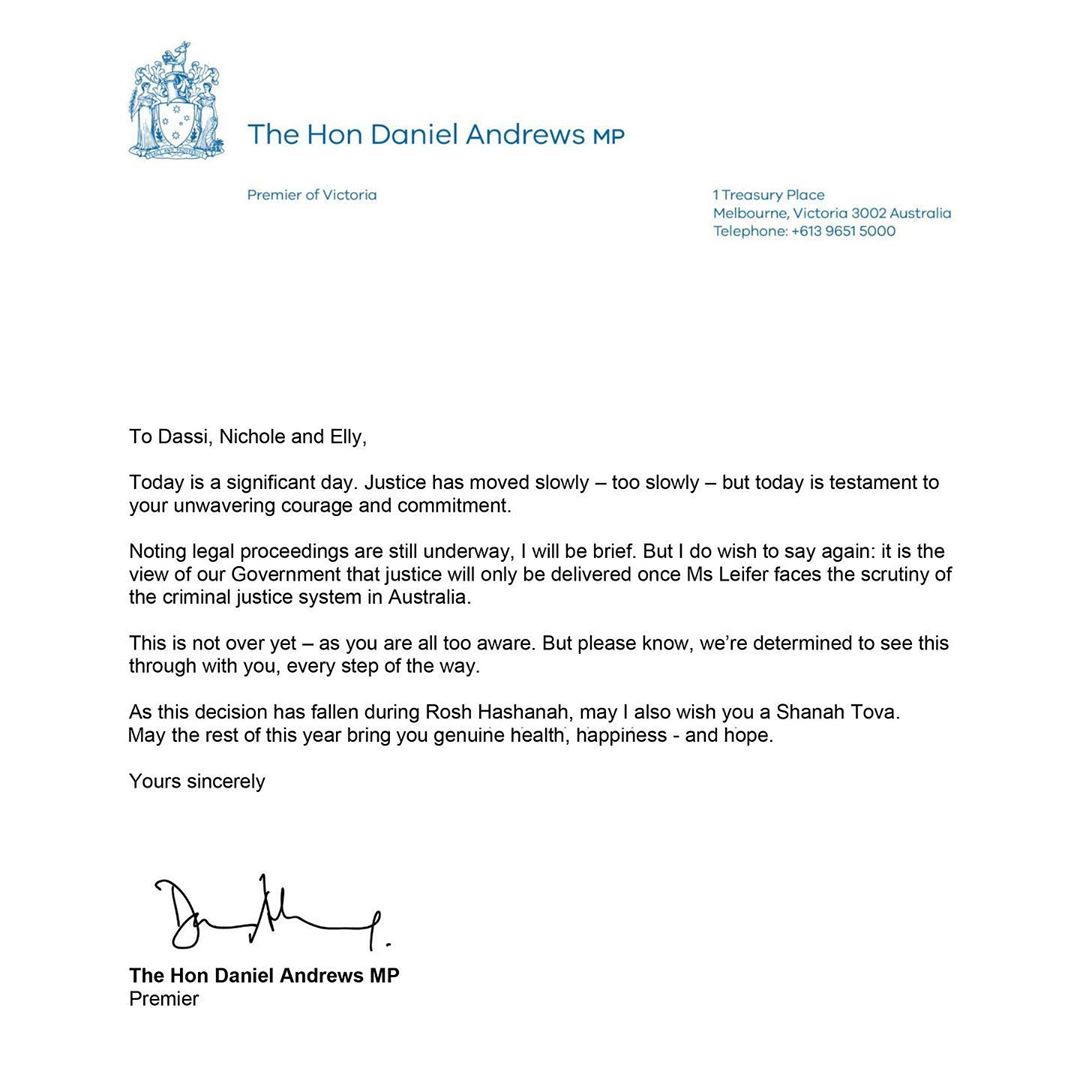 The Hon Daniel Andrews MP
Premier of Victoria
1 Treasury Place
Melbourne, Victoria 3002 Australia
Telephone: +613 9651 5000
To Dassi, Nichole and Elly,
Today is a significant day. Justice has moved slowly – too slowly – but today is testament to
your unwavering courage and commitment.
Noting legal proceedings are still underway, I will be brief. But I do wish to say again: it is the
view of our Government that justice will only be delivered once Ms Leifer faces the scrutiny of
the criminal justice system in Australia.
This is not over yet – as you are all too aware. But please know, we’re determined to see this
through with you, every step of the way.
As this decision has fallen during Rosh Hashanah, may I also wish you a Shanah Tova.
May the rest of this year bring you genuine health, happiness - and hope.
Yours sincerely
The Hon Daniel Andrews MP
Premier